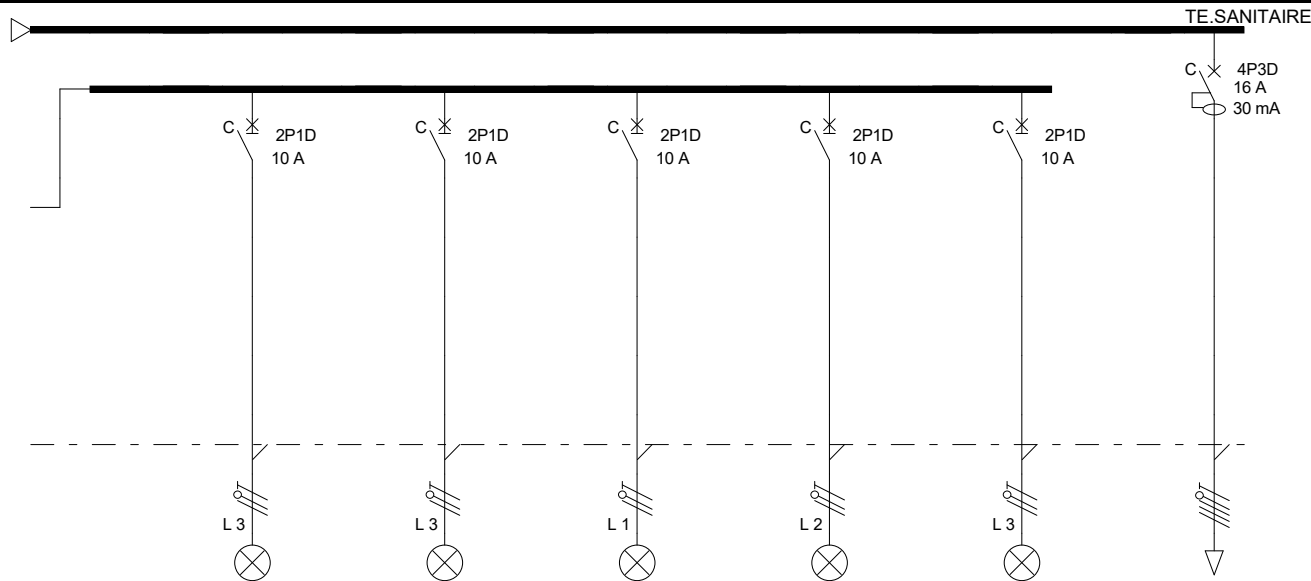 TE.SANITAIRE
C 4P3D
16 A
30 mA
C 2P1D
10 A
C 2P1D
10 A
C 2P1D
10 A
C 2P1D
10 A
C 2P1D
10 A
L 3
L 3
L 1
L 2
L 3